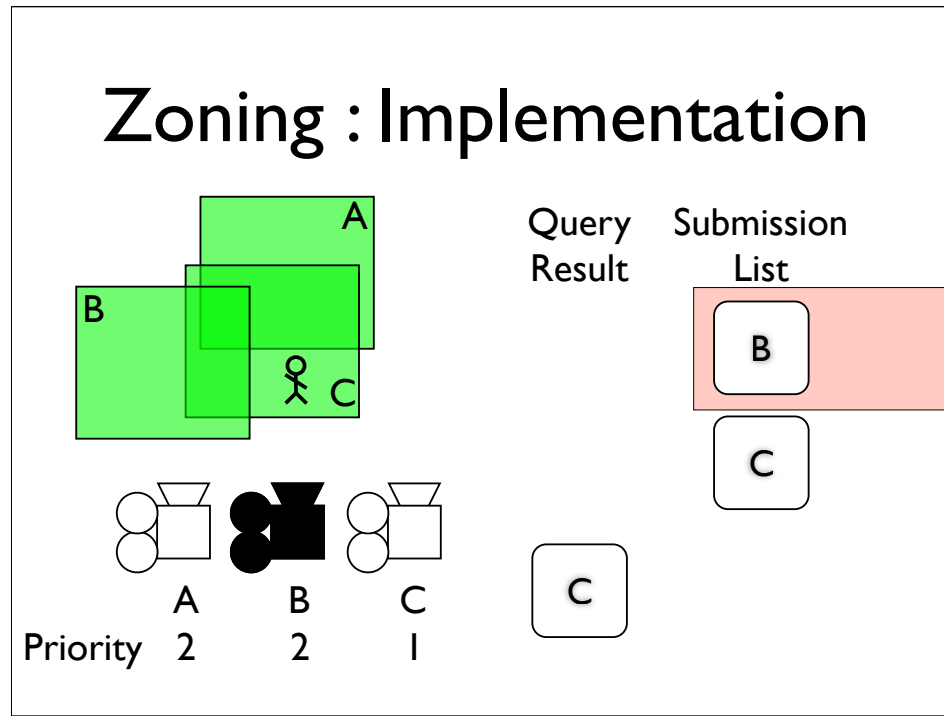 Zoning : Implementation
A
B
C
Query Result
Submission List
B
C
C
A B C
Priority 2 2 1